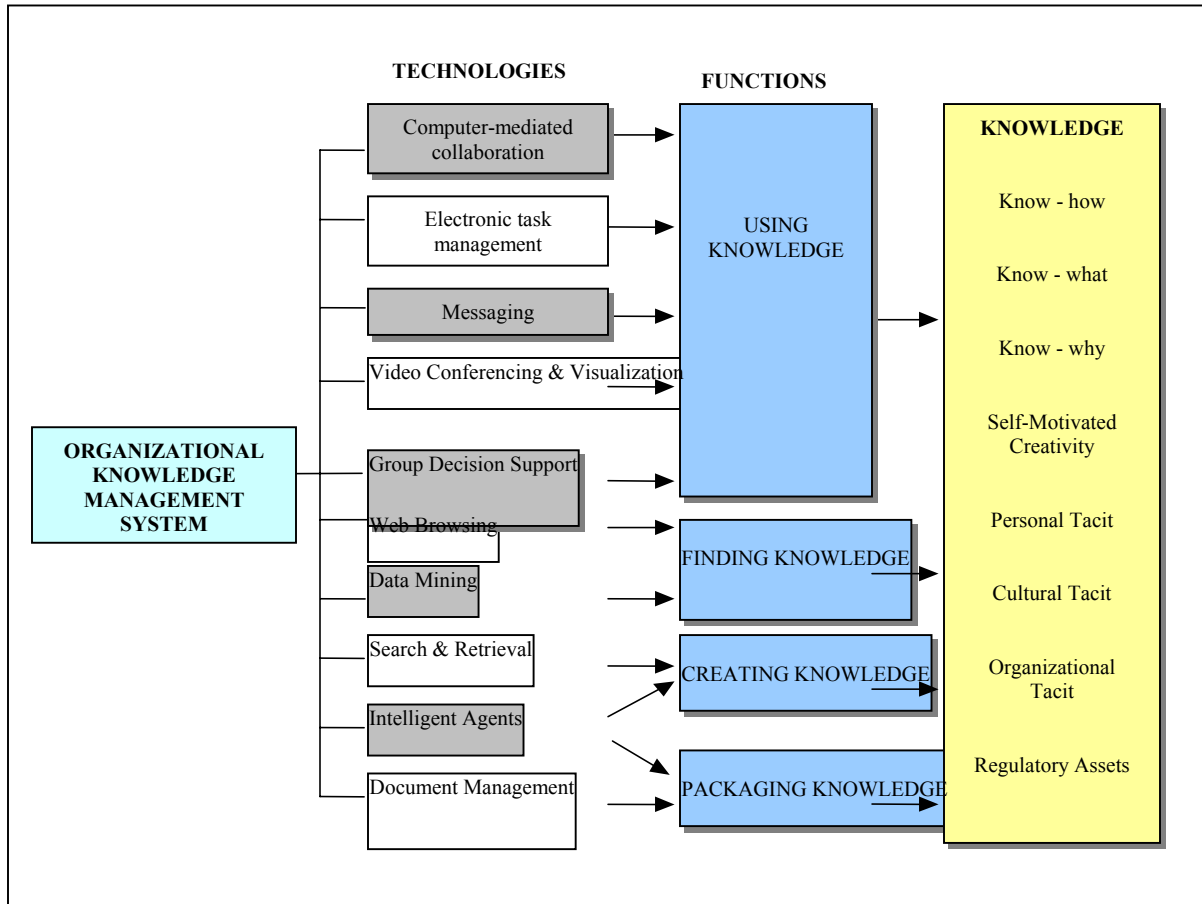 TECHNOLOGIES
FUNCTIONS
Computer-mediated
collaboration
Electronic task
management
Messaging
Video Conferencing & Visualization
Group Decision Support
Web Browsing
Data Mining
Search & Retrieval
Intelligent Agents
Document Management
ORGANIZATIONAL
KNOWLEDGE
MANAGEMENT
SYSTEM
USING
KNOWLEDGE
FINDING KNOWLEDGE
CREATING KNOWLEDGE
PACKAGING KNOWLEDGE
KNOWLEDGE
Know - how
Know - what
Know - why
Self-Motivated
Creativity
Personal Tacit
Cultural Tacit
Organizational
Tacit
Regulatory Assets